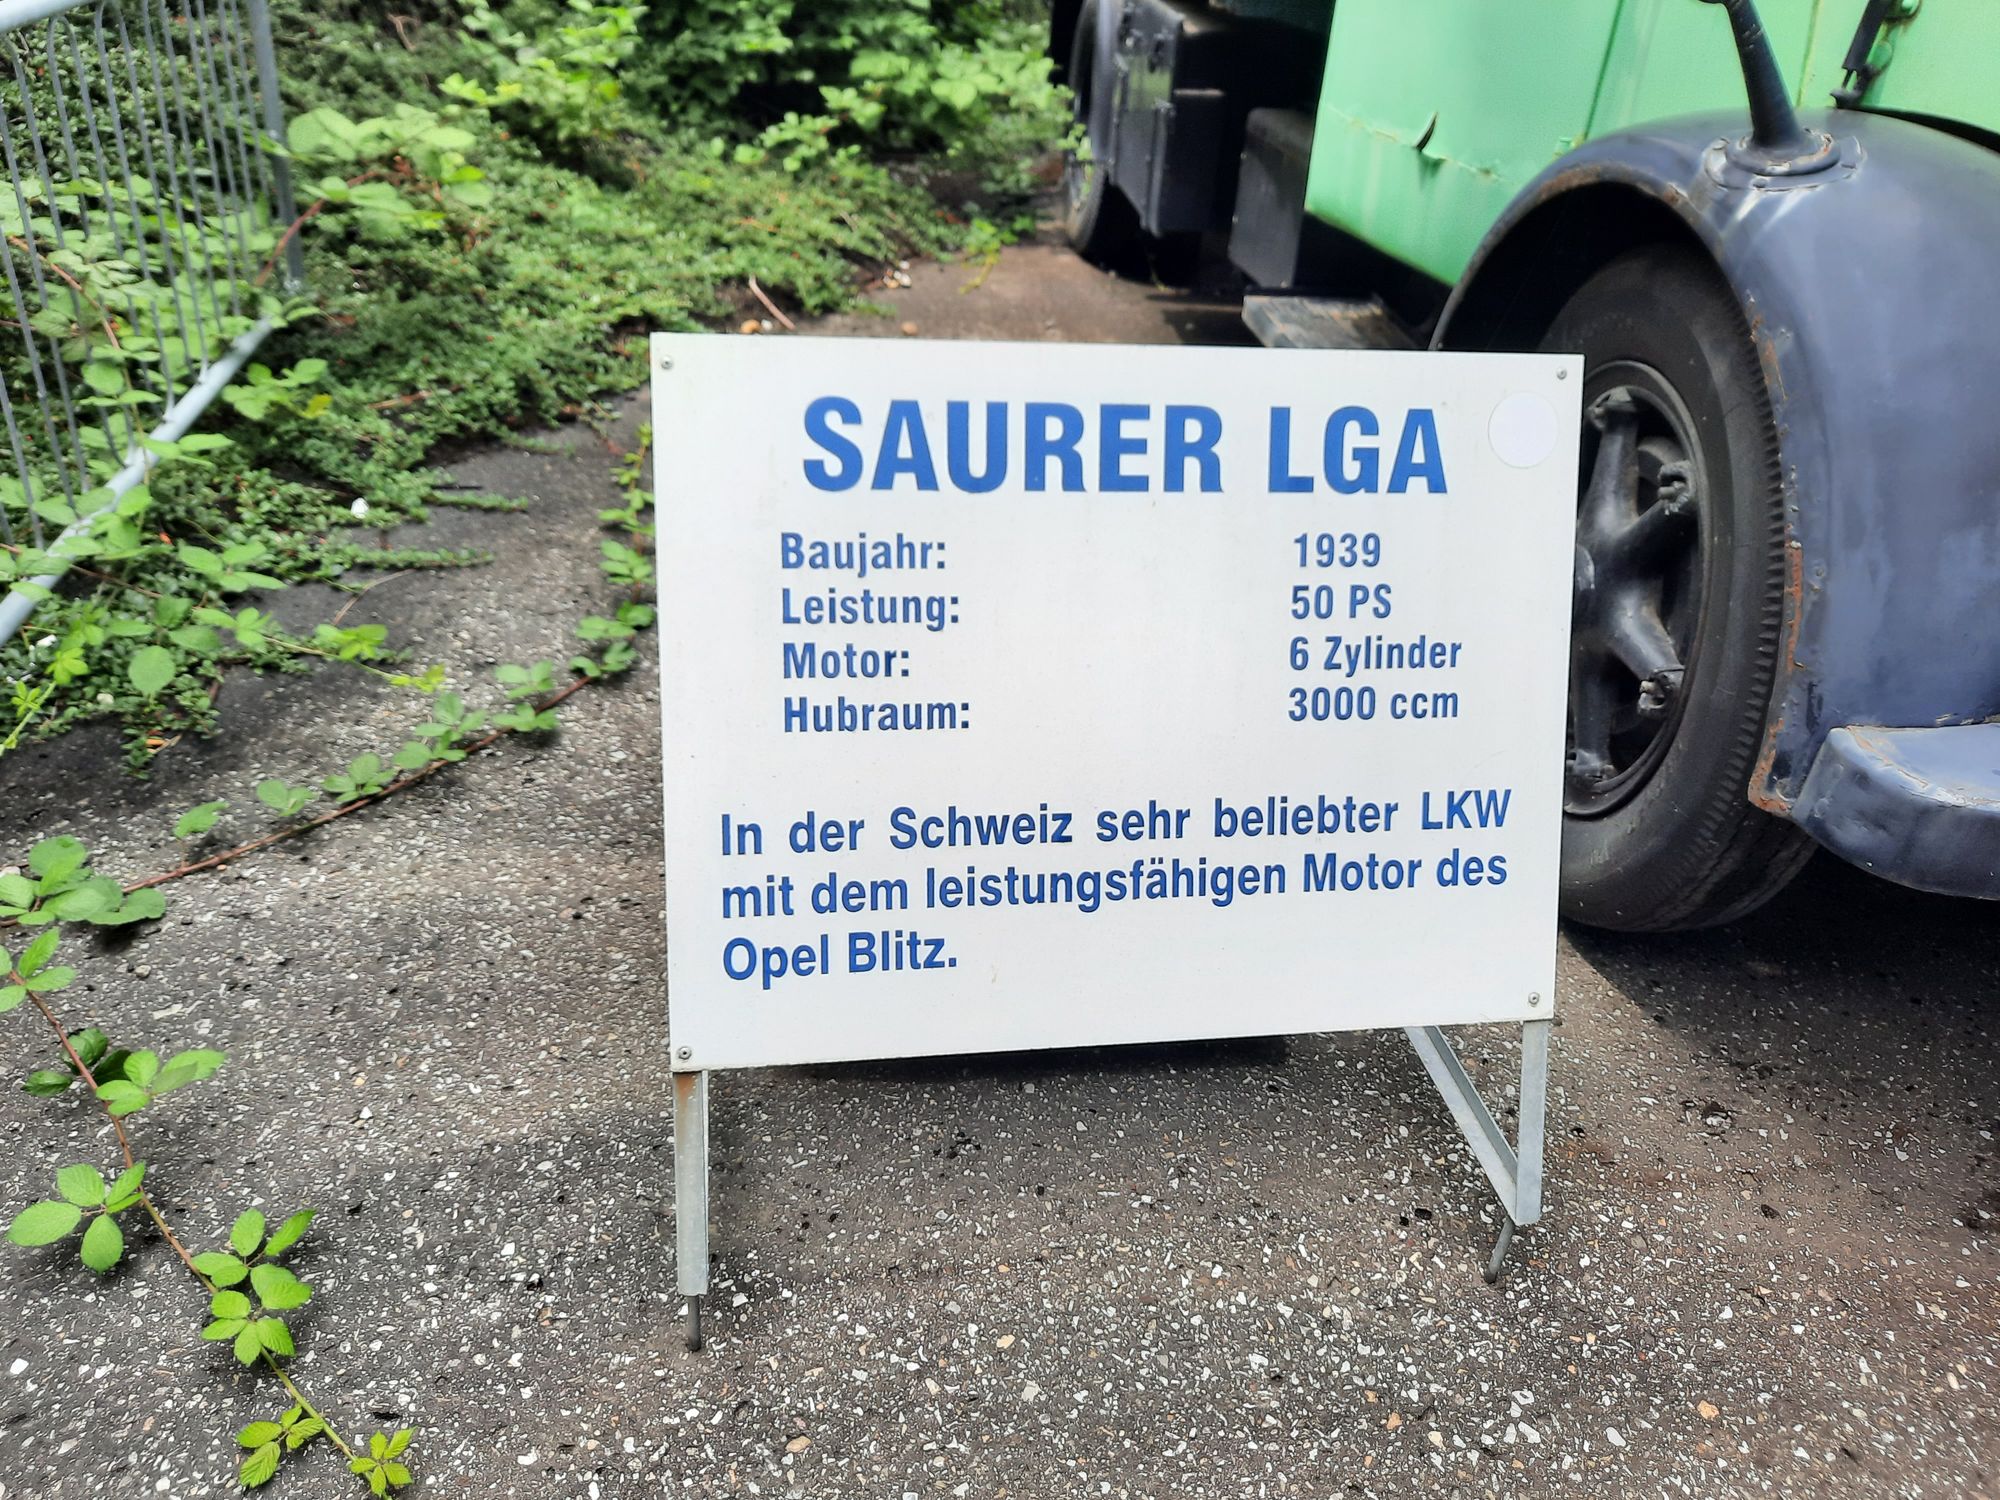 SAURER LGA
Baujahr: 1939
Leistung: 50 PS
Motor: 6 Zylinder
Hubraum: 3000 ccm
In der Schweiz sehr beliebter LKW
mit dem leistungsfähigen Motor des
Opel Blitz.